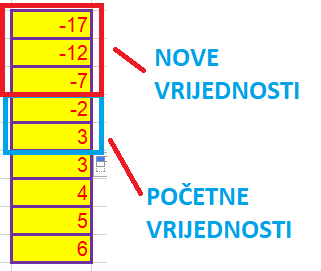 -17
-12
-7
-2
3
3
4
5
6
NOVE
VRIJEDNOSTI
POČETNE
VRIJEDNOSTI